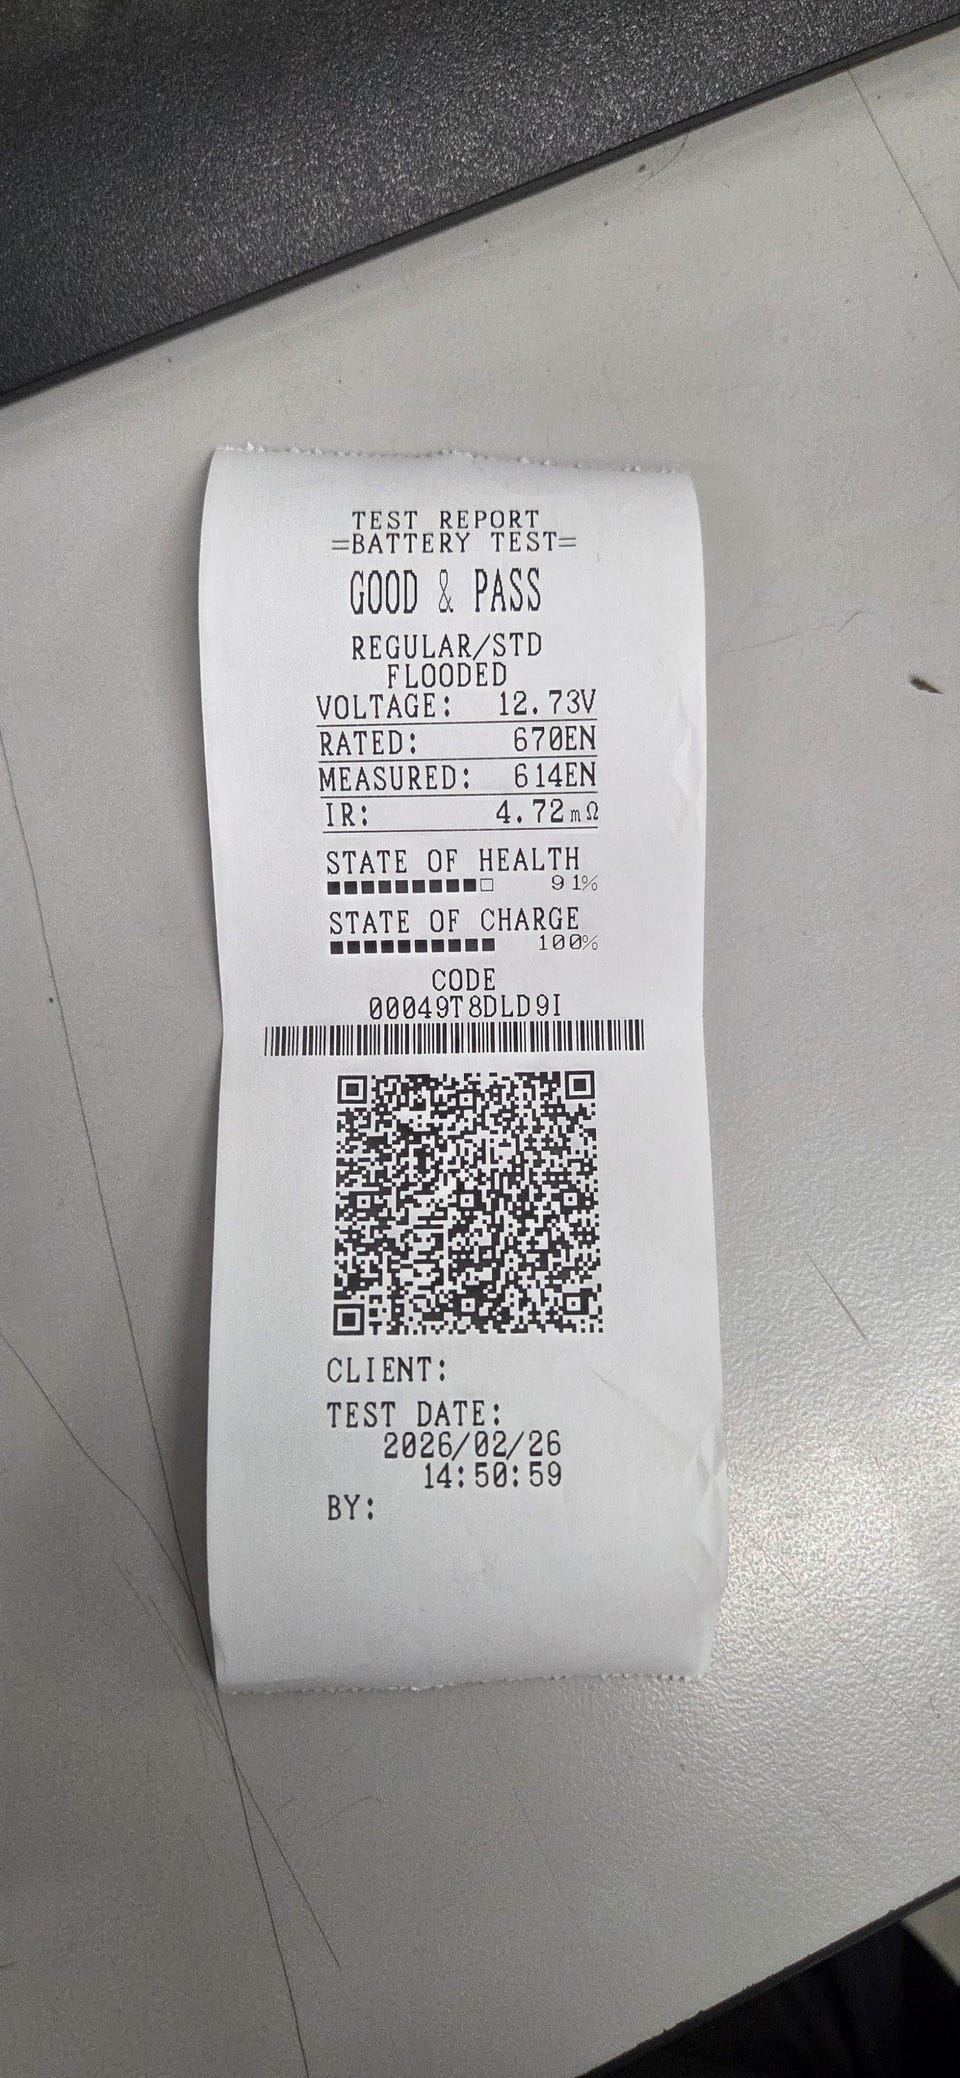 TEST REPORT
=BATTERY TEST=
GOOD & PASS
REGULAR/STD
FLOODED
VOLTAGE: 12.73V
RATED: 670EN
MEASURED: 614EN
IR: 4.72mΩ
STATE OF HEALTH
91%
STATE OF CHARGE
100%
CODE
00049T8DLD9I
CLIENT:
TEST DATE:
2026/02/26
14:50:59
BY: